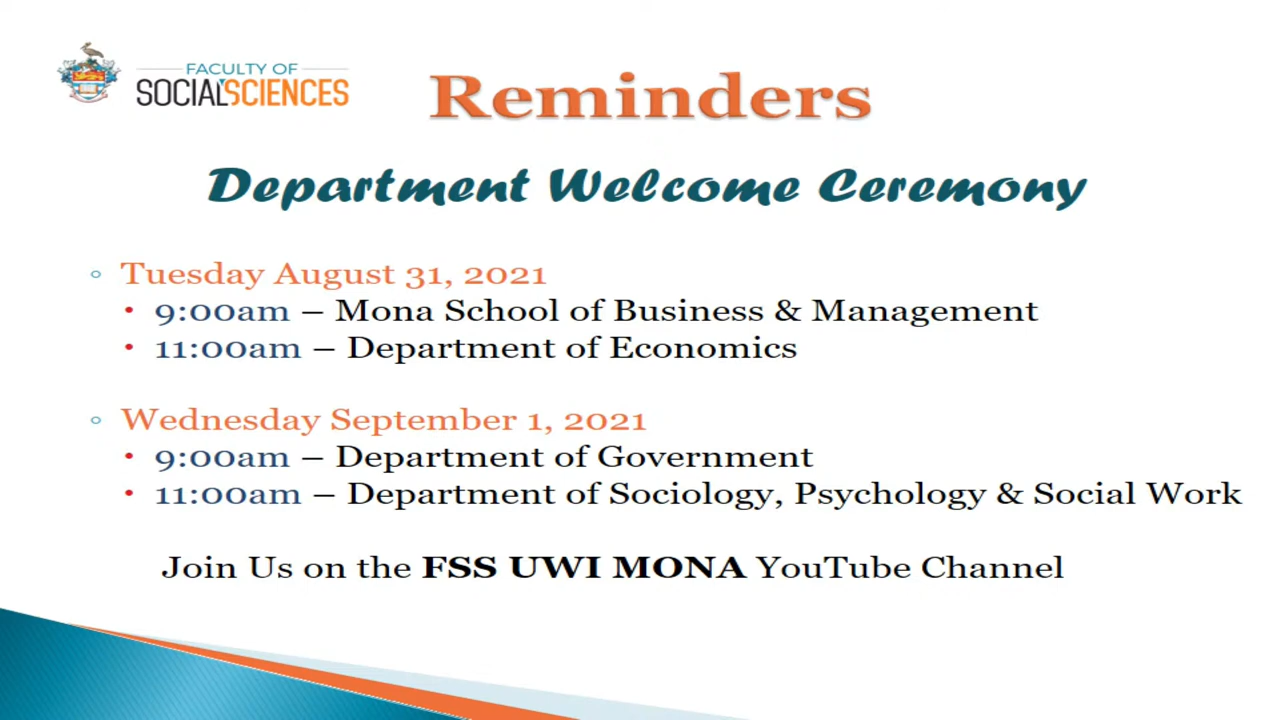 FACULTY OF
SOCIAL SCIENCES
Reminders
Department Welcome Ceremony
Tuesday August 31, 2021
9:00am – Mona School of Business & Management
11:00am – Department of Economics
Wednesday September 1, 2021
9:00am – Department of Government
11:00am – Department of Sociology, Psychology & Social Work
Join Us on the FSS UWI MONA YouTube Channel